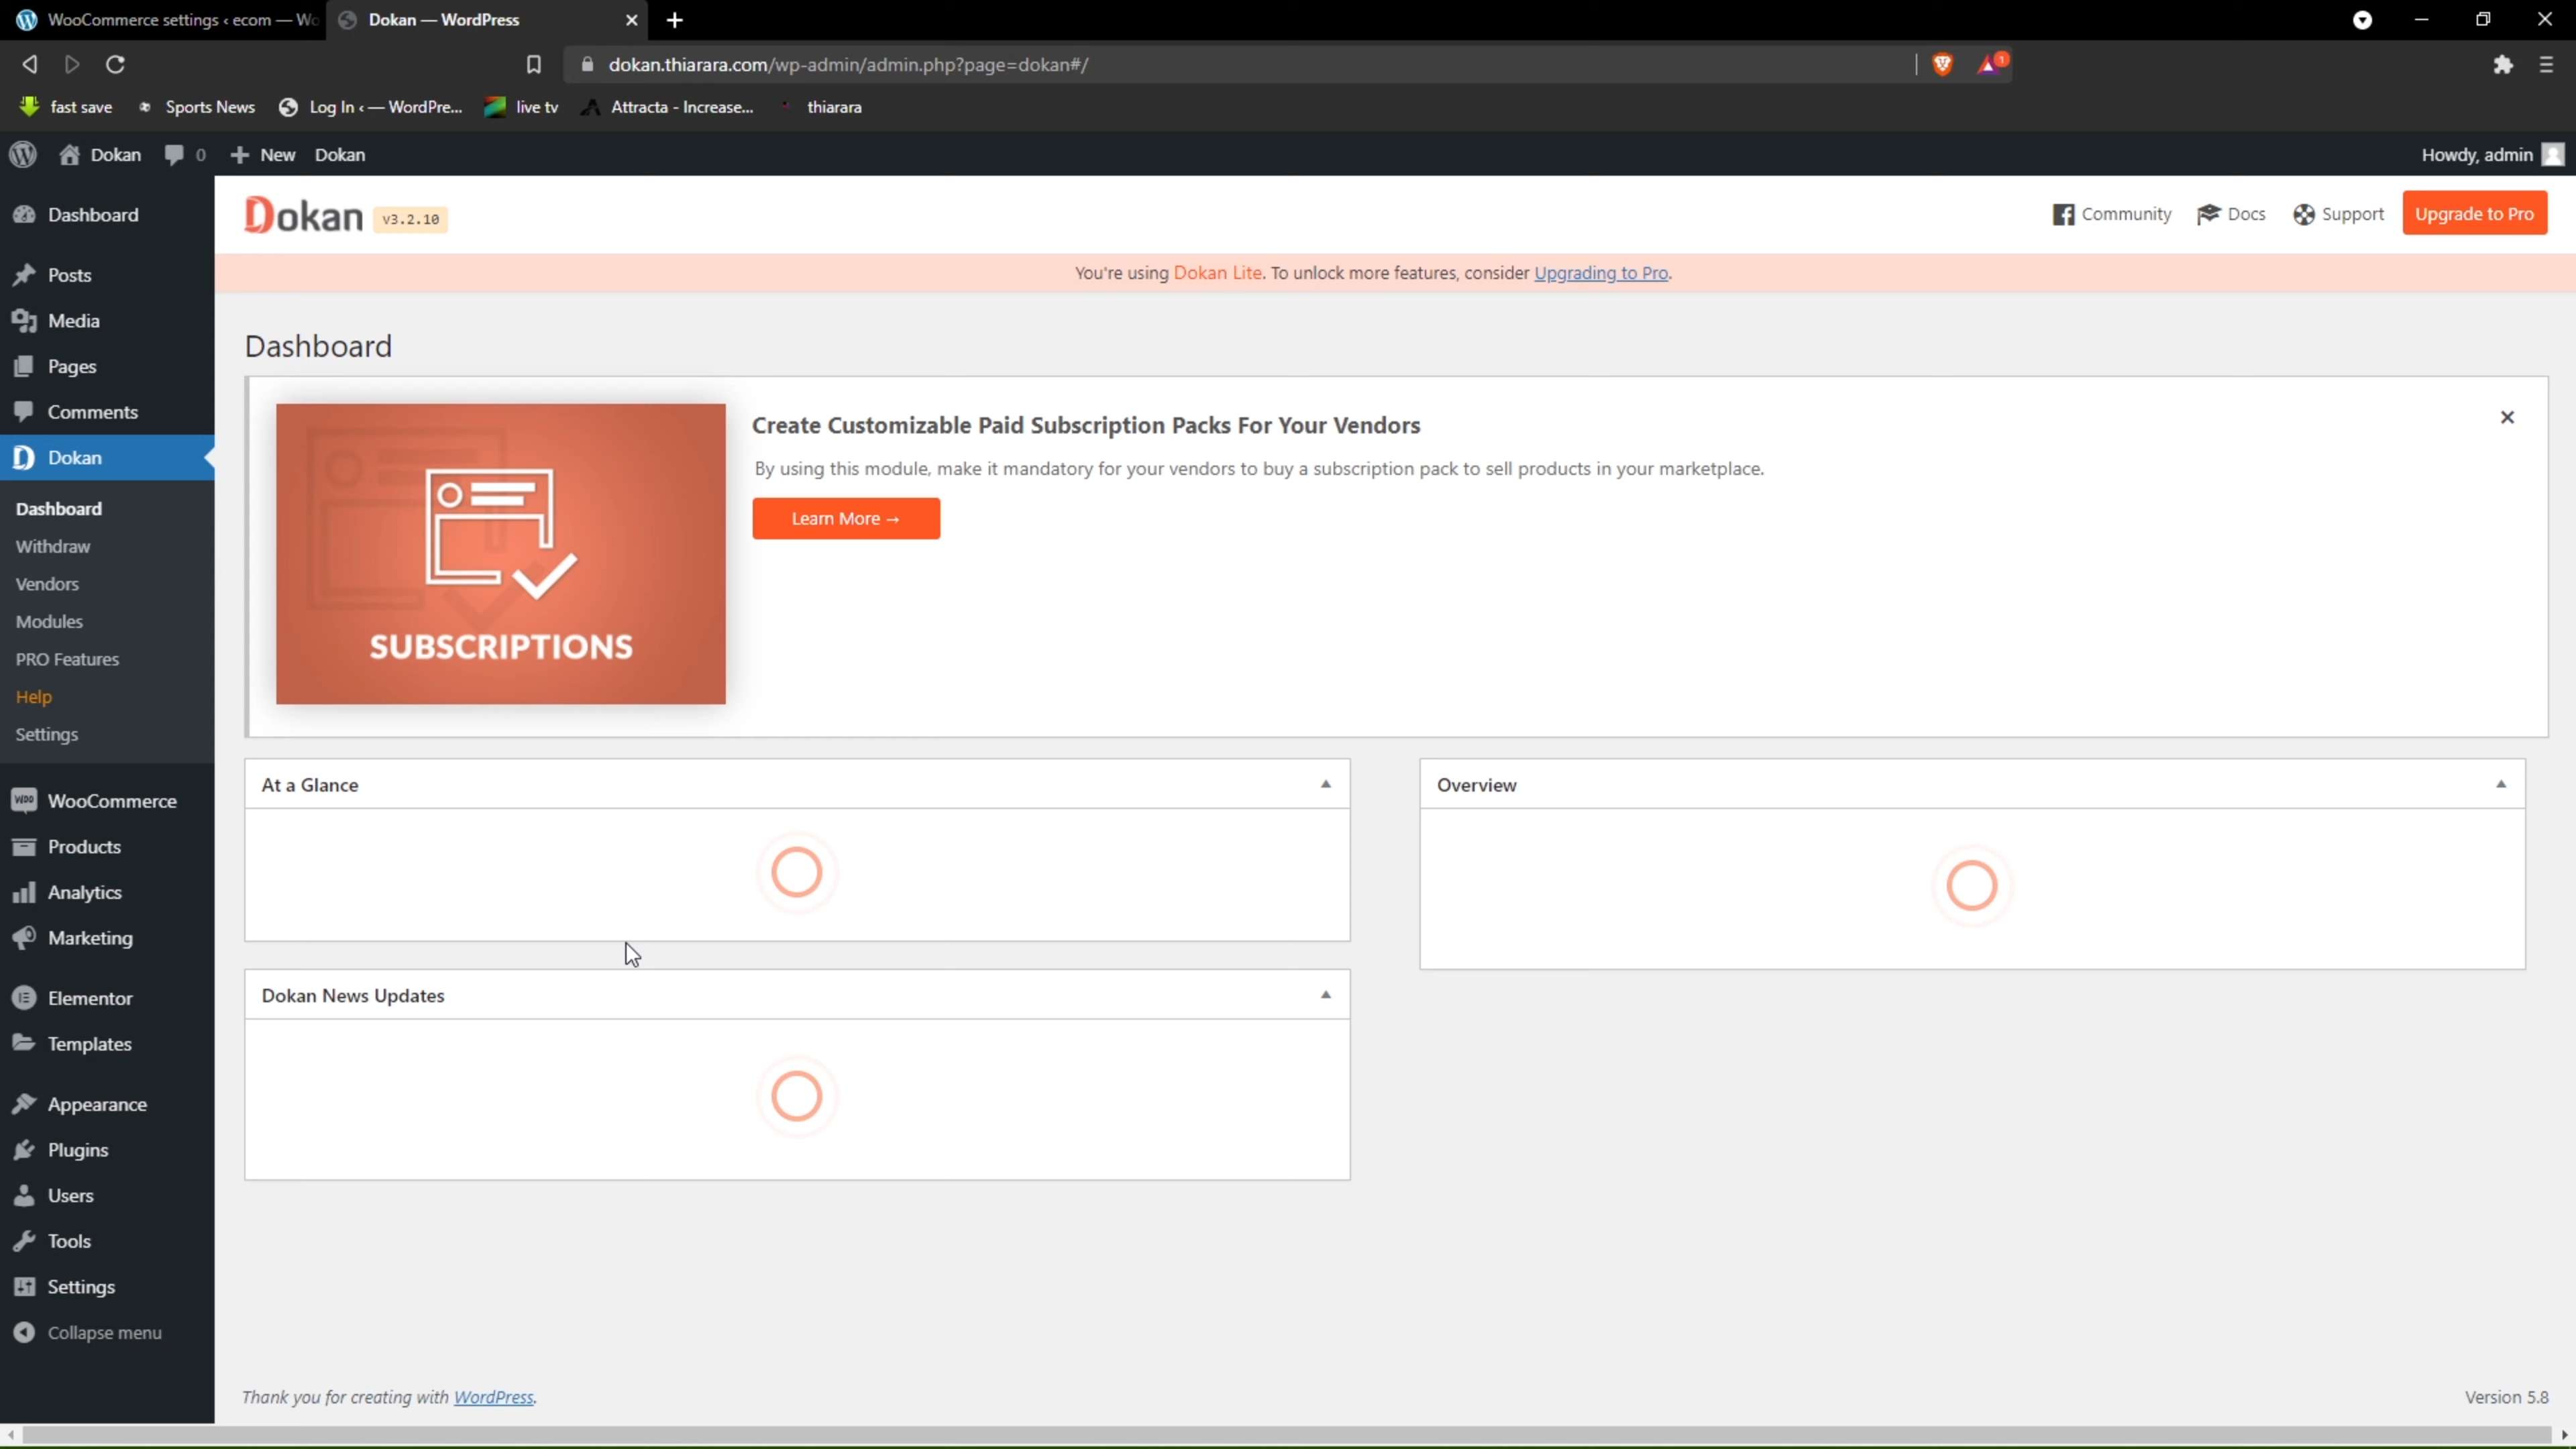 WooCommerce settings ‹ ecom — Wo
Dokan — WordPress
dokan.thiarara.com/wp-admin/admin.php?page=dokan#/
1
fast save
Sports News
Log In ‹ — WordPre...
live tv
Attracta - Increase...
thiarara
Dokan
0
New
Dokan
Howdy, admin
Dashboard
Posts
Media
Pages
Comments
Dokan
Dashboard
Withdraw
Vendors
Modules
PRO Features
Help
Settings
WOO WooCommerce
Products
Analytics
Marketing
Elementor
Templates
Appearance
Plugins
Users
Tools
Settings
Collapse menu
Dokan v3.2.10
Community
Docs
Support
Upgrade to Pro
You're using Dokan Lite. To unlock more features, consider Upgrading to Pro.
Dashboard
SUBSCRIPTIONS
Create Customizable Paid Subscription Packs For Your Vendors
By using this module, make it mandatory for your vendors to buy a subscription pack to sell products in your marketplace.
Learn More →
At a Glance
Overview
Dokan News Updates
Thank you for creating with WordPress.
Version 5.8